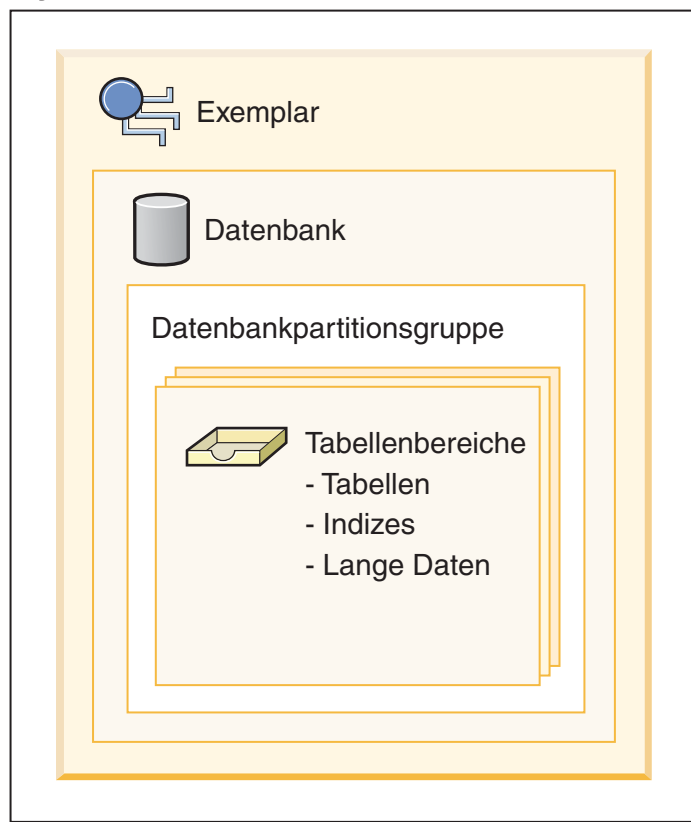 Exemplar
Datenbank
Datenbankpartitionsgruppe
Tabellenbereiche
- Tabellen
- Indizes
- Lange Daten